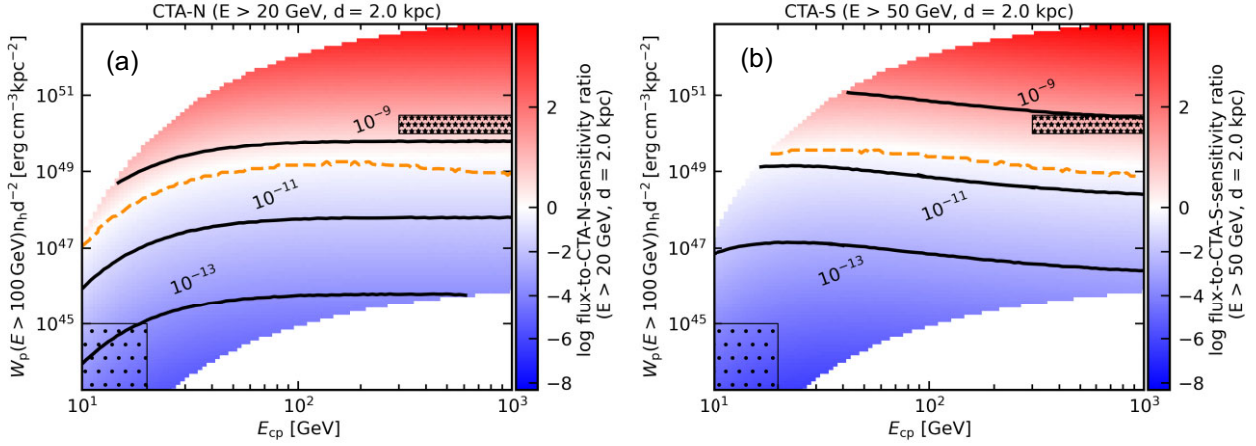 CTA-N (E > 20 GeV, d = 2.0 kpc)
(a)
W_p(E > 100 GeV)n_h d^{-2} [erg cm^{-3} kpc^{-2}]
10^{51}
10^{49}
10^{47}
10^{45}
10^{-9}
10^{-11}
10^{-13}
10^1
10^2
10^3
E_{cp} [GeV]
2
0
−2
−4
−6
−8
log flux-to-CTA-N-sensitivity ratio
(E > 20 GeV, d = 2.0 kpc)
CTA-S (E > 50 GeV, d = 2.0 kpc)
(b)
W_p(E > 100 GeV)n_h d^{-2} [erg cm^{-3} kpc^{-2}]
10^{51}
10^{49}
10^{47}
10^{45}
10^{-9}
10^{-11}
10^{-13}
10^1
10^2
10^3
E_{cp} [GeV]
2
0
−2
−4
−6
−8
log flux-to-CTA-S-sensitivity ratio
(E > 50 GeV, d = 2.0 kpc)